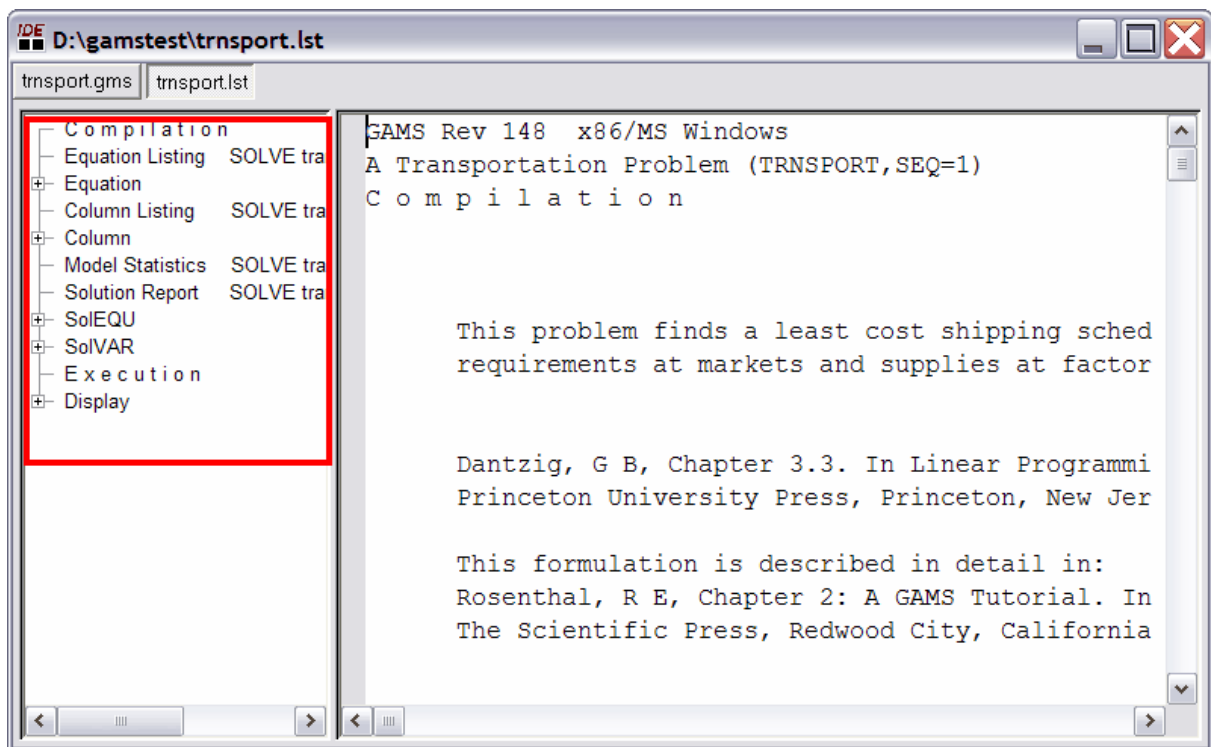 IDE D:\gamstest\trnsport.lst
trnsport.gms trnsport.lst
C o m p i l a t i o n
Equation Listing SOLVE tra
Equation
Column Listing SOLVE tra
Column
Model Statistics SOLVE tra
Solution Report SOLVE tra
SolEQU
SolVAR
E x e c u t i o n
Display
GAMS Rev 148 x86/MS Windows
A Transportation Problem (TRNSPORT,SEQ=1)
C o m p i l a t i o n
This problem finds a least cost shipping sched
requirements at markets and supplies at factor
Dantzig, G B, Chapter 3.3. In Linear Programmi
Princeton University Press, Princeton, New Jer
This formulation is described in detail in:
Rosenthal, R E, Chapter 2: A GAMS Tutorial. In
The Scientific Press, Redwood City, California